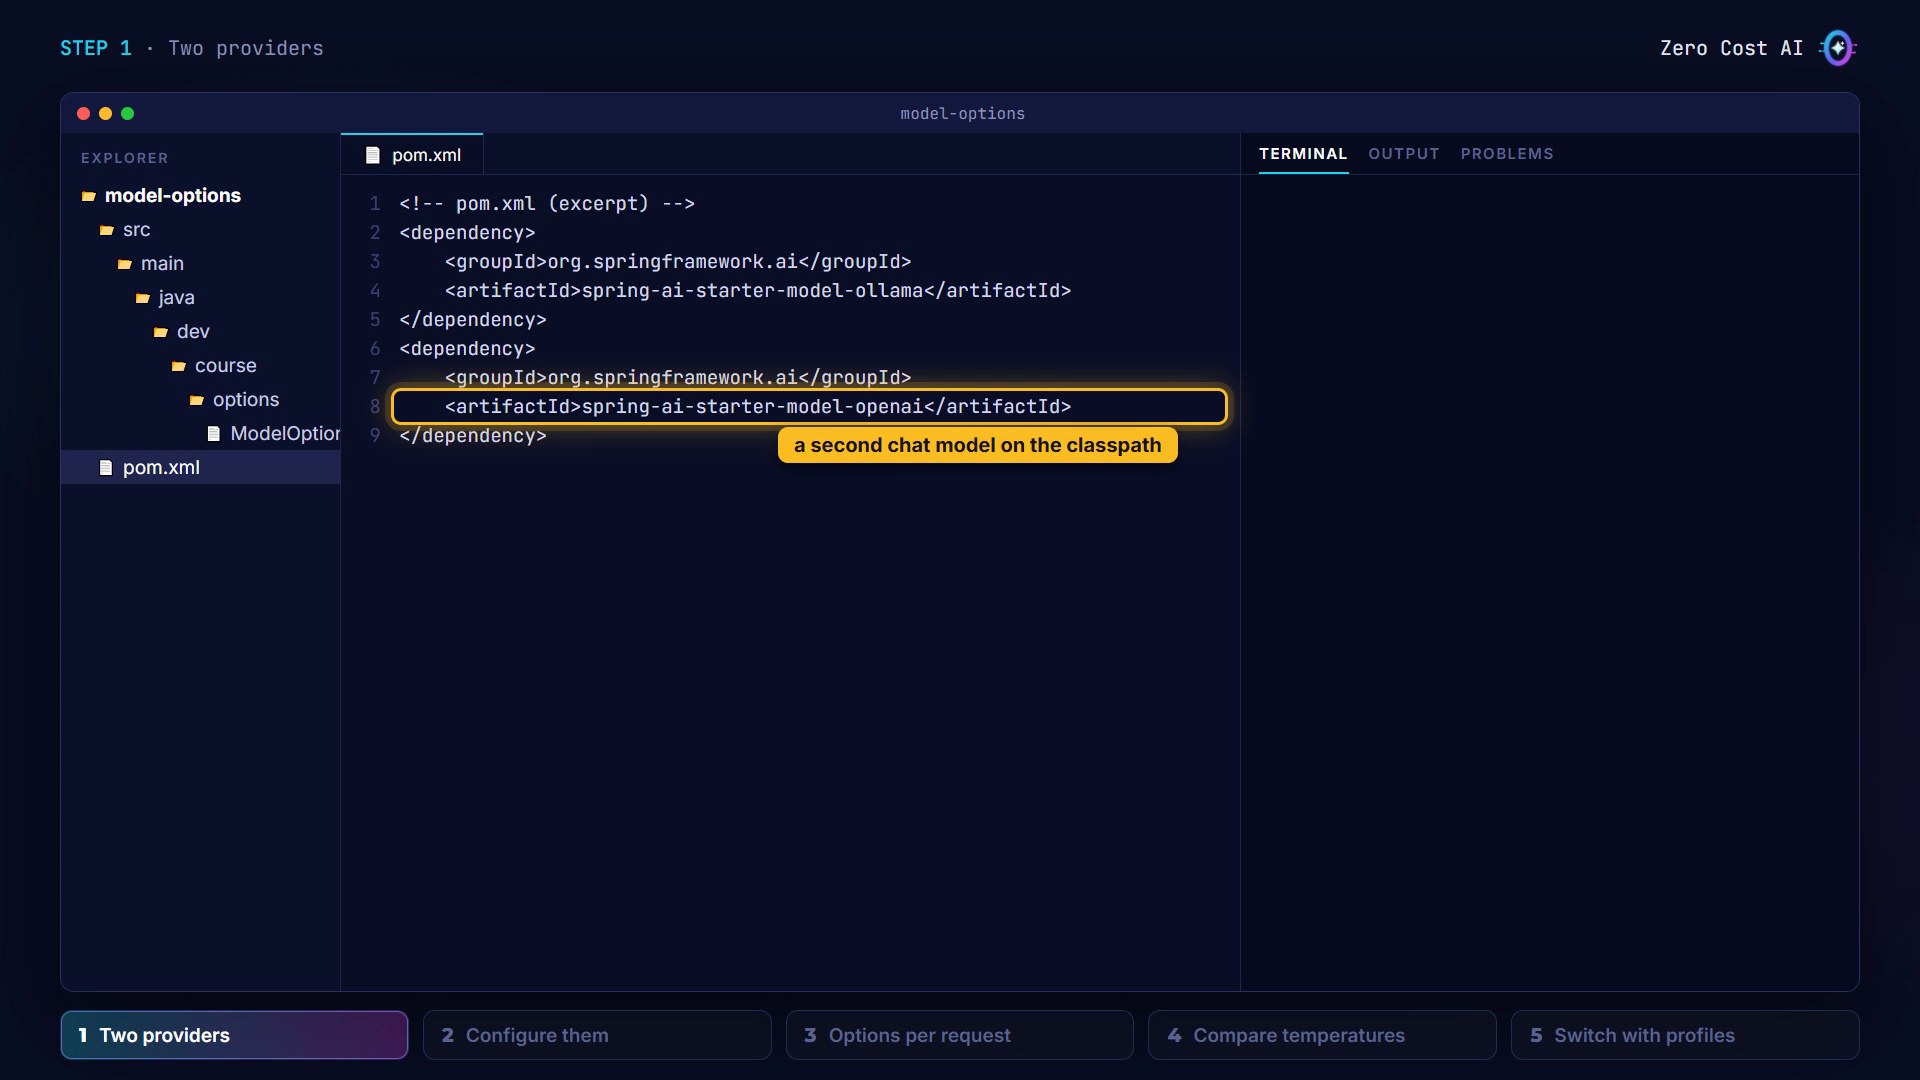 STEP 1 · Two providers
Zero Cost AI
model-options
EXPLORER
model-options
src
main
java
dev
course
options
ModelOption
pom.xml
pom.xml
1 <!-- pom.xml (excerpt) -->
2 <dependency>
3     <groupId>org.springframework.ai</groupId>
4     <artifactId>spring-ai-starter-model-ollama</artifactId>
5 </dependency>
6 <dependency>
7     <groupId>org.springframework.ai</groupId>
8     <artifactId>spring-ai-starter-model-openai</artifactId>
9 </dependency>
a second chat model on the classpath
TERMINAL OUTPUT PROBLEMS
1 Two providers
2 Configure them
3 Options per request
4 Compare temperatures
5 Switch with profiles